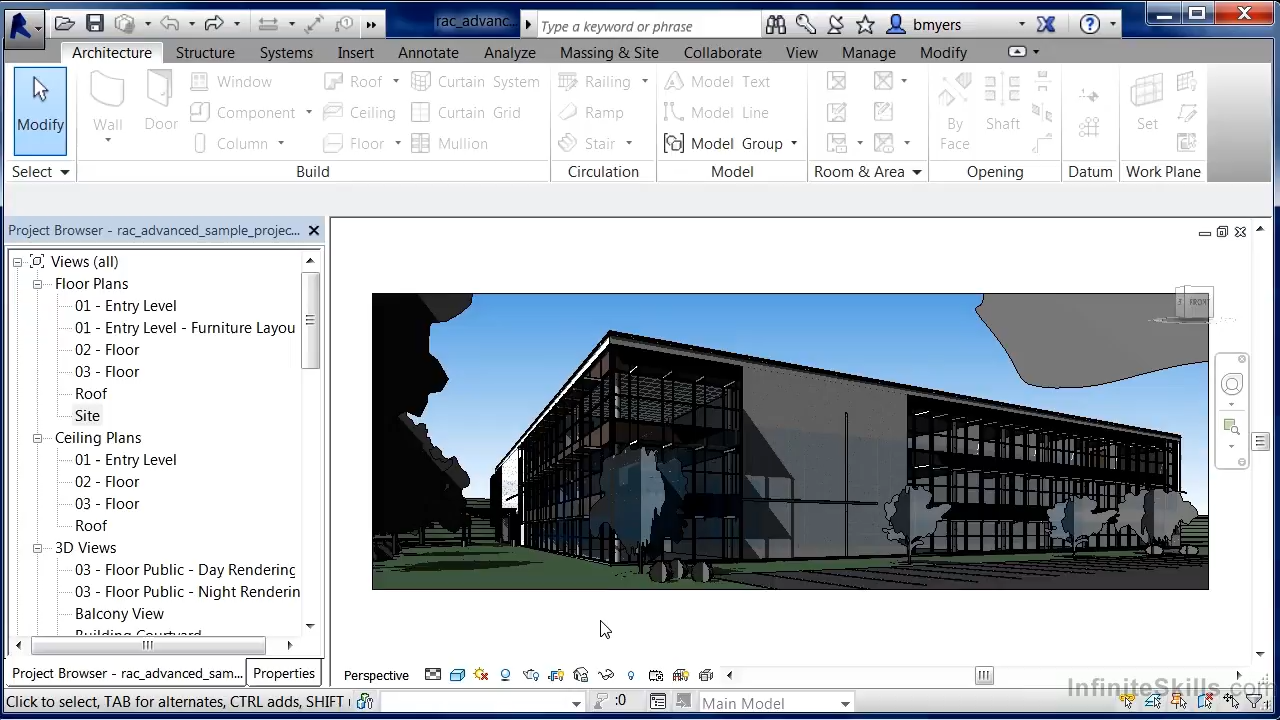 rac_advanc...
Type a keyword or phrase
bmyers
Architecture Structure Systems Insert Annotate Analyze Massing & Site Collaborate View Manage Modify
Modify
Wall
Door
Window
Component
Column
Roof
Ceiling
Floor
Curtain System
Curtain Grid
Mullion
Railing
Ramp
Stair
Model Text
Model Line
Model Group
By
Face
Shaft
Set
Select
Build
Circulation
Model
Room & Area
Opening
Datum
Work Plane
Project Browser - rac_advanced_sample_projec...
Views (all)
Floor Plans
01 - Entry Level
01 - Entry Level - Furniture Layou
02 - Floor
03 - Floor
Roof
Site
Ceiling Plans
01 - Entry Level
02 - Floor
03 - Floor
Roof
3D Views
03 - Floor Public - Day Rendering
03 - Floor Public - Night Renderin
Balcony View
Building Courtyard
FRONT
Project Browser - rac_advanced_sam...
Properties
Perspective
Click to select, TAB for alternates, CTRL adds, SHIFT
:0
Main Model
InfiniteSkills.com